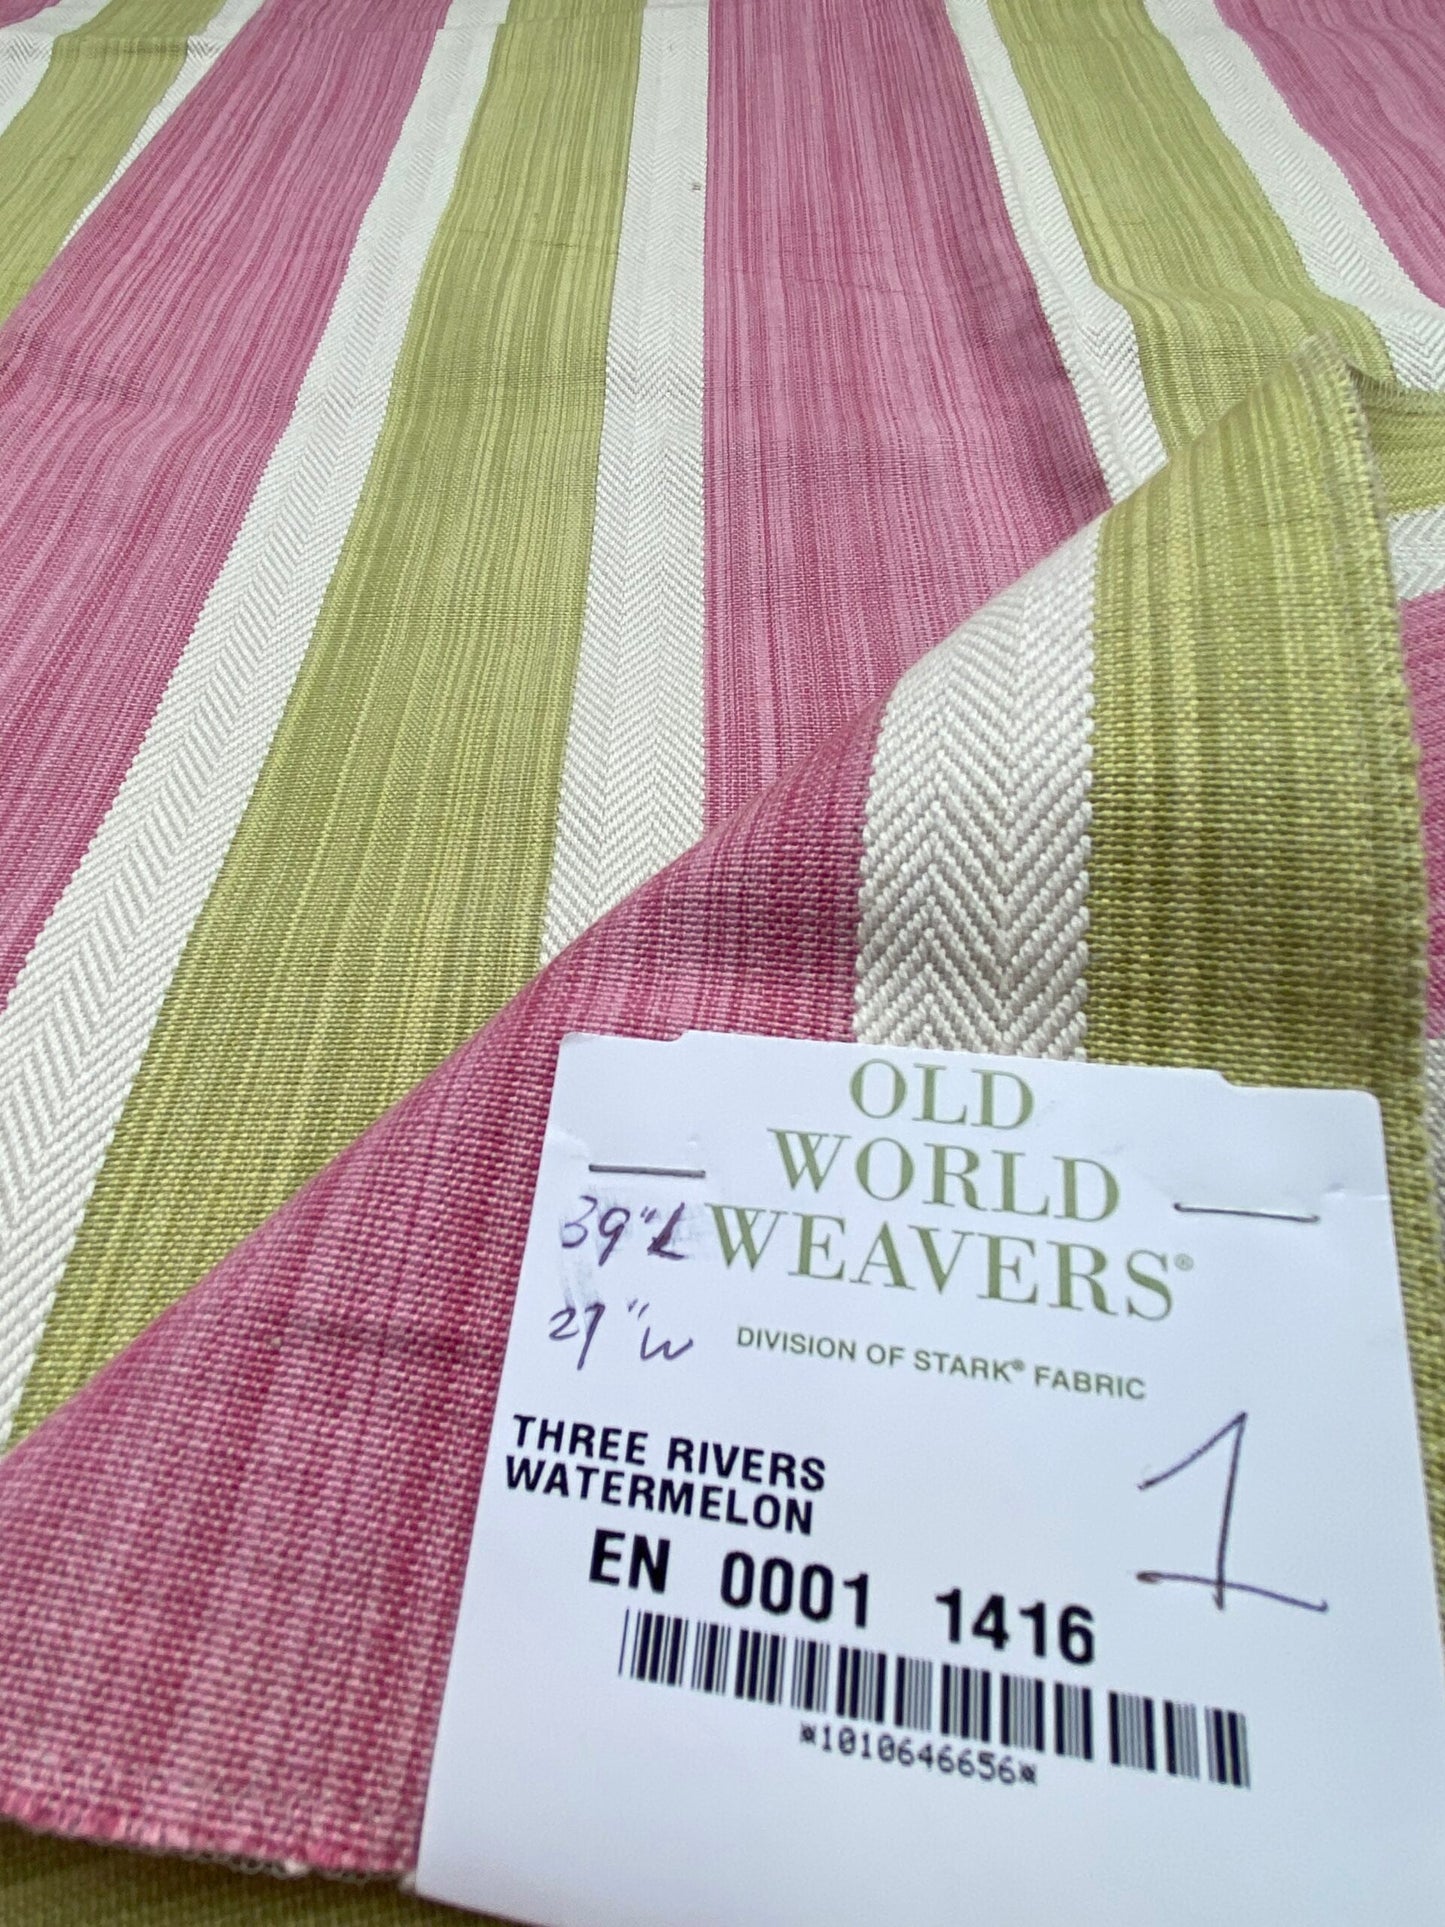 OLD
WORLD
WEAVERS®
DIVISION OF STARK® FABRIC
39"L
27"W
THREE RIVERS
WATERMELON
EN 0001 1416
1
*1010646656*